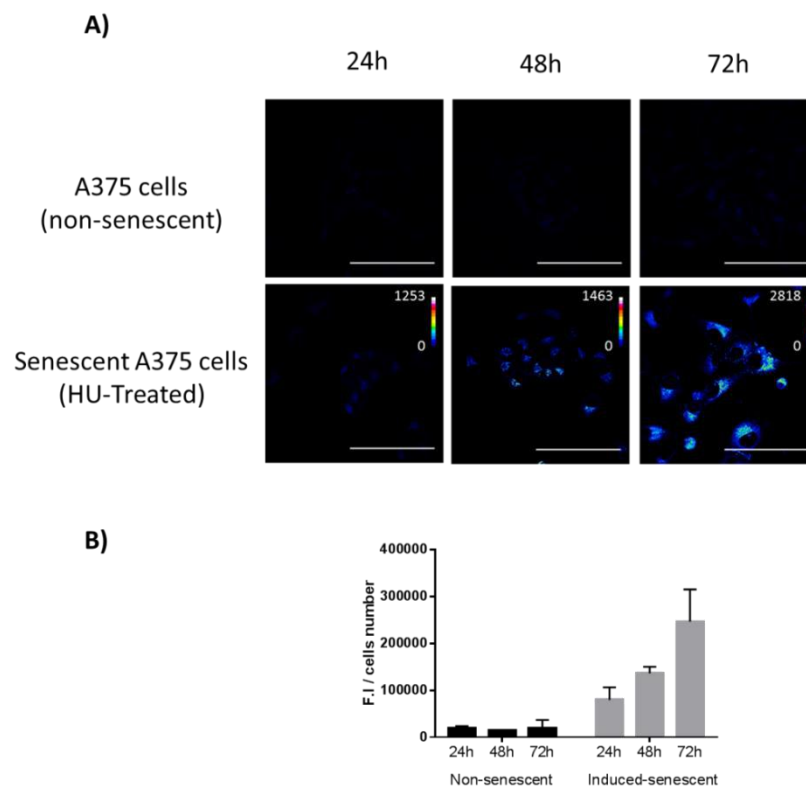 A)
24h 48h 72h
A375 cells
(non-senescent)
1253 1463 2818
0 0 0
Senescent A375 cells
(HU-Treated)
B)
400000
300000
200000
100000
0
F.I / cells number
24h 48h 72h 24h 48h 72h
Non-senescent Induced-senescent